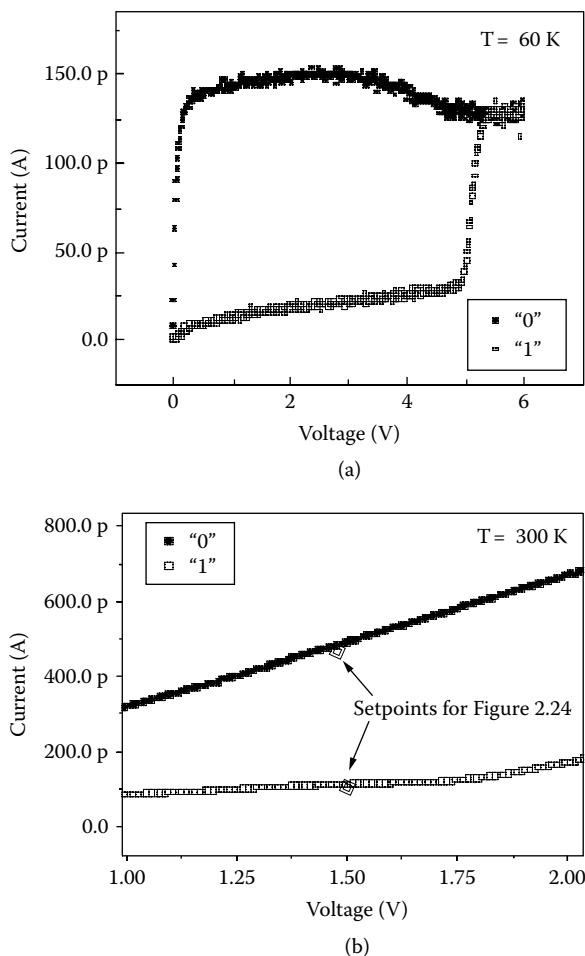 T = 60 K
150.0 p
100.0 p
50.0 p
0.0
Current (A)
"0"
"1"
0 2 4 6
Voltage (V)
(a)
800.0 p
600.0 p
400.0 p
200.0 p
0.0
Current (A)
"0"
"1"
T = 300 K
Setpoints for Figure 2.24
1.00 1.25 1.50 1.75 2.00
Voltage (V)
(b)